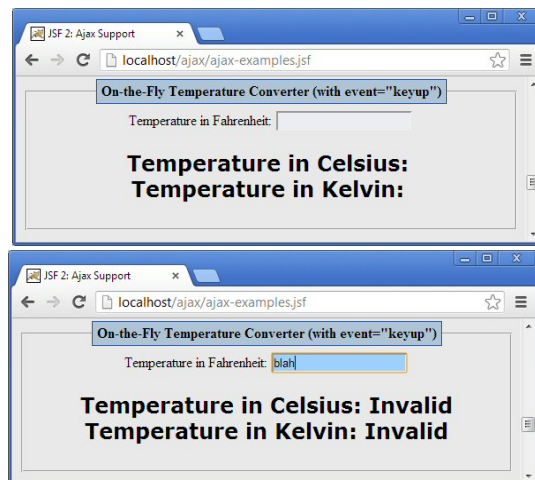 JSF 2: Ajax Support
localhost/ajax/ajax-examples.jsf
On-the-Fly Temperature Converter (with event="keyup")
Temperature in Fahrenheit:
Temperature in Celsius:
Temperature in Kelvin:
JSF 2: Ajax Support
localhost/ajax/ajax-examples.jsf
On-the-Fly Temperature Converter (with event="keyup")
Temperature in Fahrenheit: blah
Temperature in Celsius: Invalid
Temperature in Kelvin: Invalid